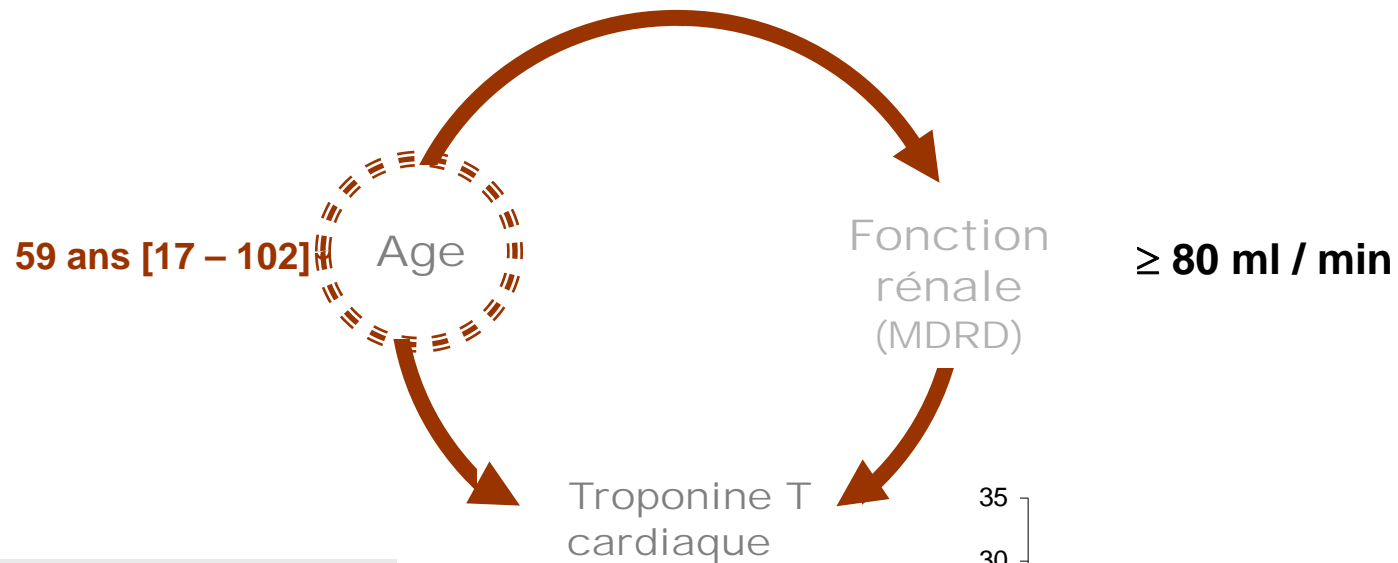 59 ans [17 – 102]
Age
Fonction
rénale
(MDRD)
≥ 80 ml / min
Troponine T
cardiaque
35
30